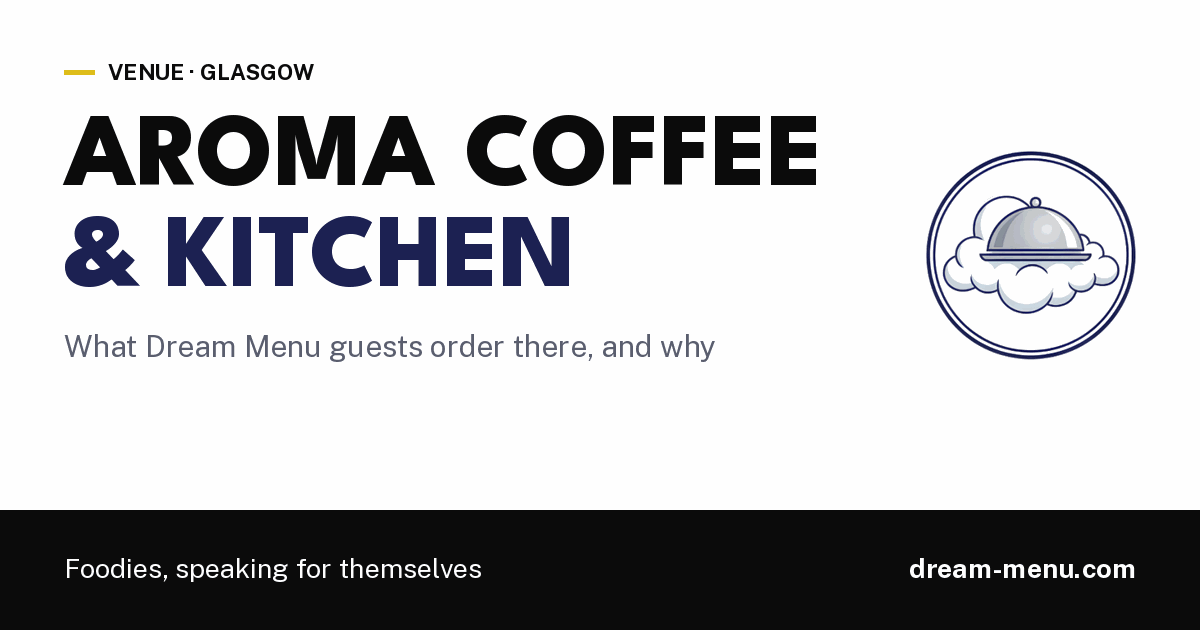 VENUE · GLASGOW
AROMA COFFEE
& KITCHEN
What Dream Menu guests order there, and why
Foodies, speaking for themselves
dream-menu.com